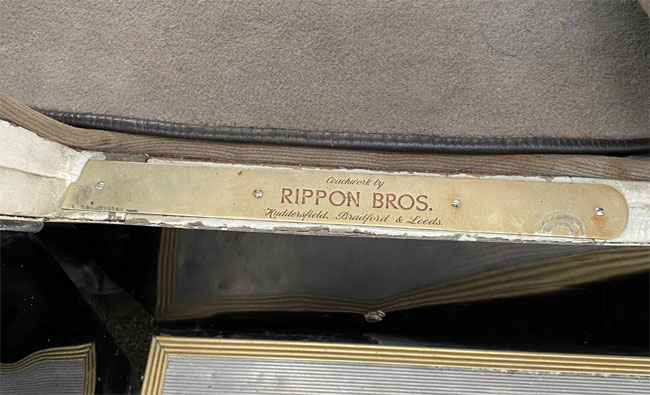 Coachwork by
RIPPON BROS.
Huddersfield, Bradford & Leeds.